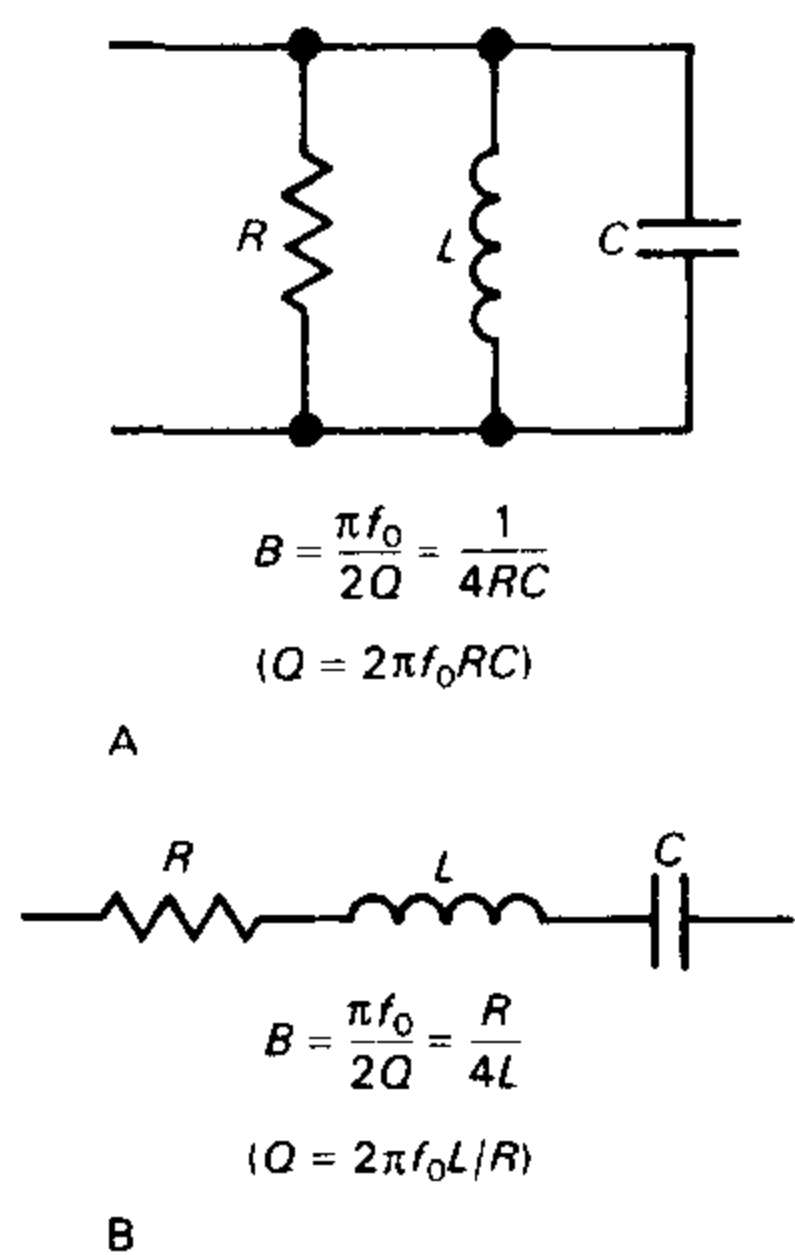 R
L
C
B = πf₀/2Q = 1/4RC
(Q = 2πf₀RC)
A
R
L
C
B = πf₀/2Q = R/4L
(Q = 2πf₀L/R)
B